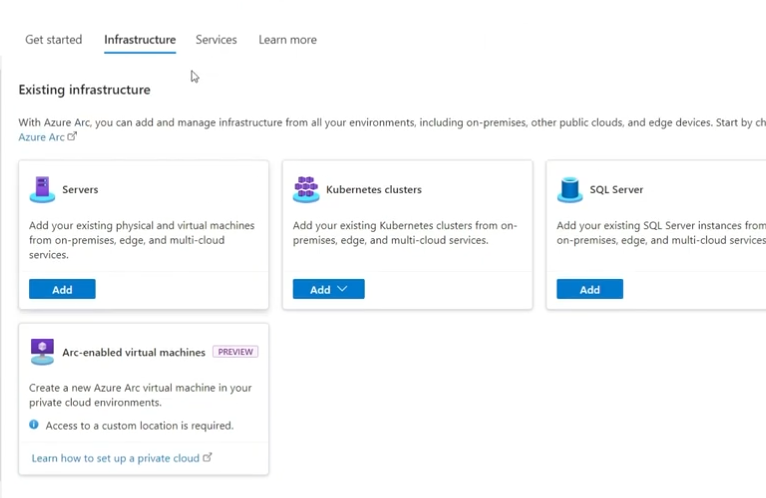 Get started Infrastructure Services Learn more
Existing infrastructure
With Azure Arc, you can add and manage infrastructure from all your environments, including on-premises, other public clouds, and edge devices. Start by ch
Azure Arc
Servers
Add your existing physical and virtual machines
from on-premises, edge, and multi-cloud
services.
Add
Kubernetes clusters
Add your existing Kubernetes clusters from on-
premises, edge, and multi-cloud services.
Add
SQL Server
Add your existing SQL Server instances from
on-premises, edge, and multi-cloud services
Add
Arc-enabled virtual machines PREVIEW
Create a new Azure Arc virtual machine in your
private cloud environments.
Access to a custom location is required.
Learn how to set up a private cloud